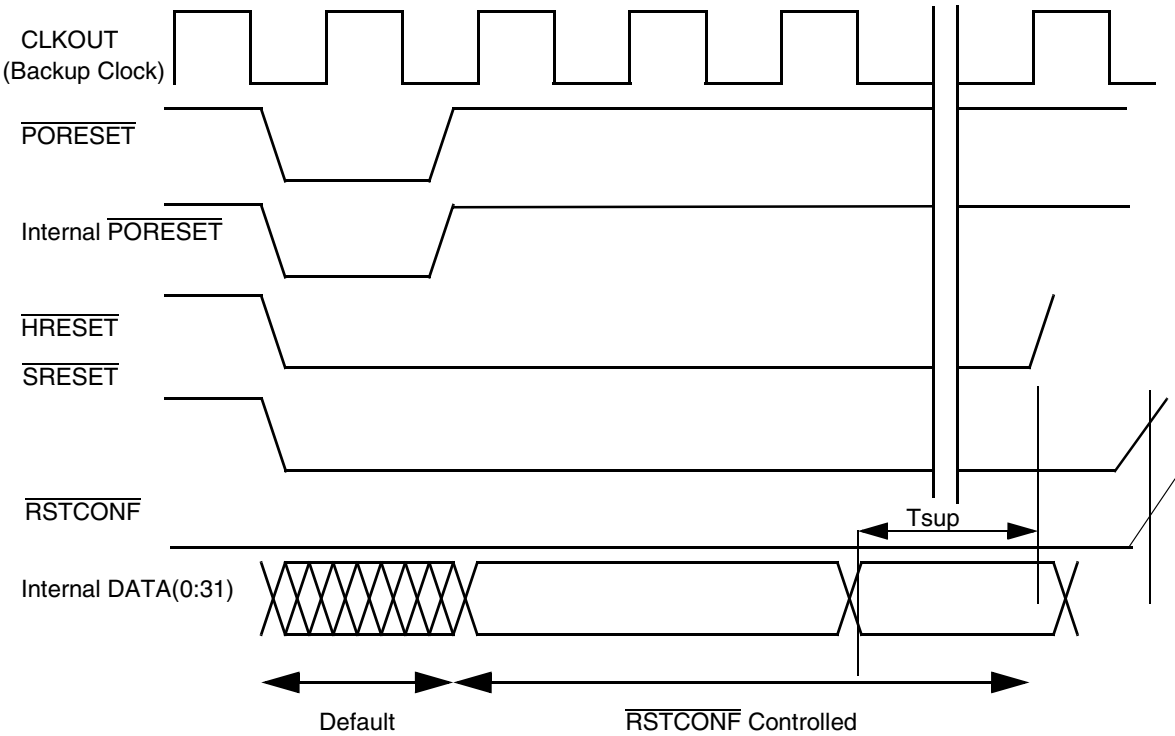 CLKOUT
(Backup Clock)
PORESET
Internal PORESET
HRESET
SRESET
RSTCONF
Tsup
Internal DATA(0:31)
Default
RSTCONF Controlled